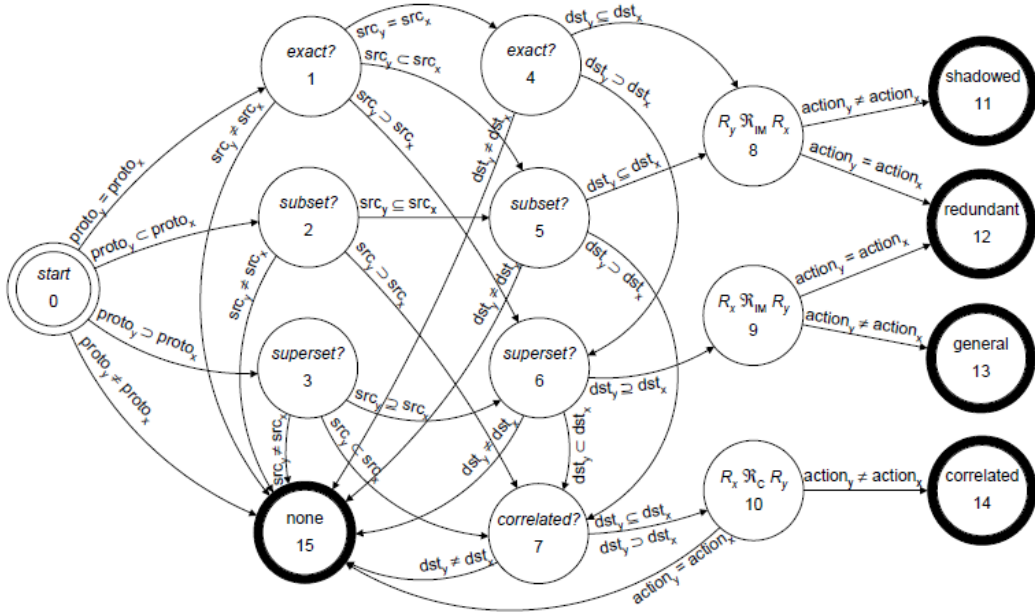 exact?
1
exact?
4
subset?
2
subset?
5
start
0
superset?
3
superset?
6
none
15
correlated?
7
R_y ℜ_IM R_x
8
R_x ℜ_IM R_y
9
R_x ℜ_C R_y
10
shadowed
11
redundant
12
general
13
correlated
14
proto_y = proto_x
proto_y ⊂ proto_x
proto_y ⊃ proto_x
proto_y ≠ proto_x
src_y = src_x
src_y ⊂ src_x
src_y ⊃ src_x
src_y ≠ src_x
src_y ⊆ src_x
src_y ⊃ src_x
src_y ≠ src_x
src_y ⊇ src_x
src_y ⊂ src_x
src_y ≠ src_x
dst_y ⊆ dst_x
dst_y ⊃ dst_x
dst_y ≠ dst_x
dst_y ⊆ dst_x
dst_y ⊃ dst_x
dst_y ≠ dst_x
dst_y ⊇ dst_x
dst_y ⊂ dst_x
dst_y ≠ dst_x
dst_y ⊆ dst_x
dst_y ⊃ dst_x
dst_y ≠ dst_x
action_y ≠ action_x
action_y = action_x
action_y = action_x
action_y ≠ action_x
action_y ≠ action_x
action_y = action_x